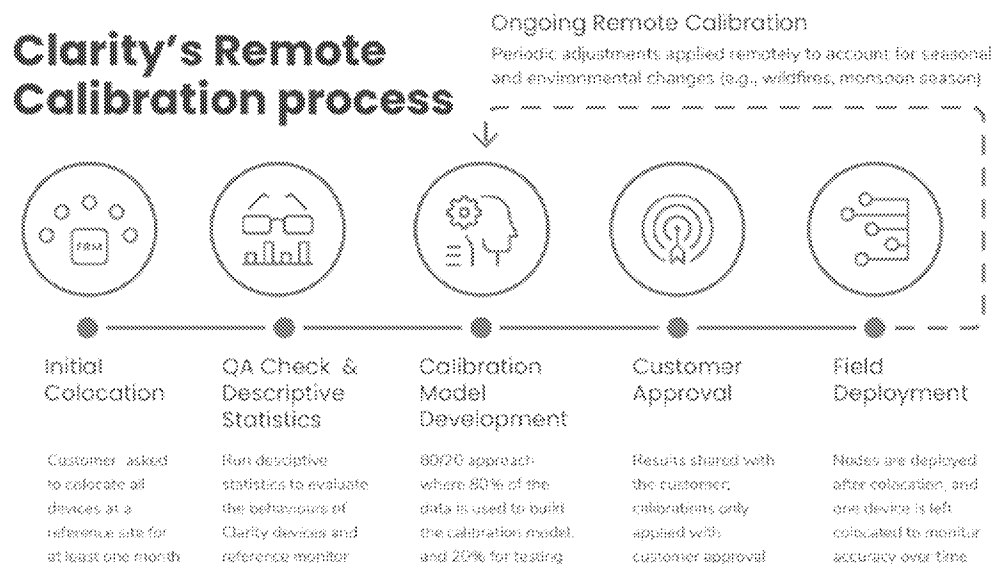 Clarity's Remote
Calibration process
Ongoing Remote Calibration
Periodic adjustments applied remotely to account for seasonal
and environmental changes (e.g., wildfires, monsoon season)
FRM
Initial
Colocation
Customer asked
to colocate all
devices at a
reference site for
at least one month
QA Check &
Descriptive
Statistics
Run desciptive
statistics to evaluate
the behaviours of
Clarity devices and
reference monitor
Calibration
Model
Development
80/20 approach
where 80% of the
data is used to build
the calibration model,
and 20% for testing
Customer
Approval
Results shared with
the customer;
calibrations only
applied with
customer approval
Field
Deployment
Nodes are deployed
after colocation, and
one device is left
colocated to monitor
accuracy over time